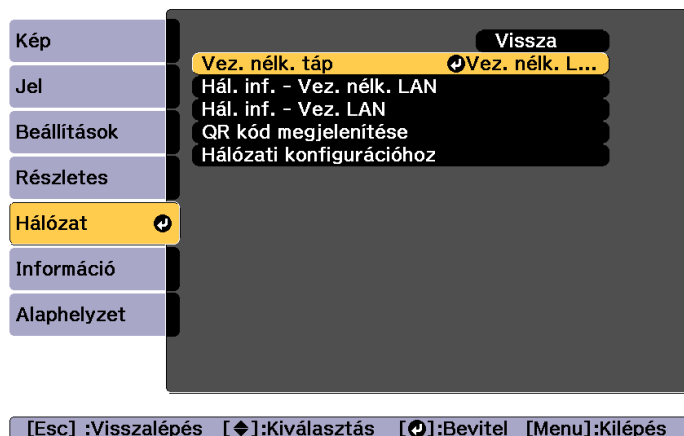 Kép
Jel
Beállítások
Részletes
Hálózat
Információ
Alaphelyzet
Vissza
Vez. nélk. táp Vez. nélk. L...
Hál. inf. - Vez. nélk. LAN
Hál. inf. - Vez. LAN
QR kód megjelenítése
Hálózati konfigurációhoz
[Esc] :Visszalépés [◆]:Kiválasztás [↵]:Bevitel [Menu]:Kilépés